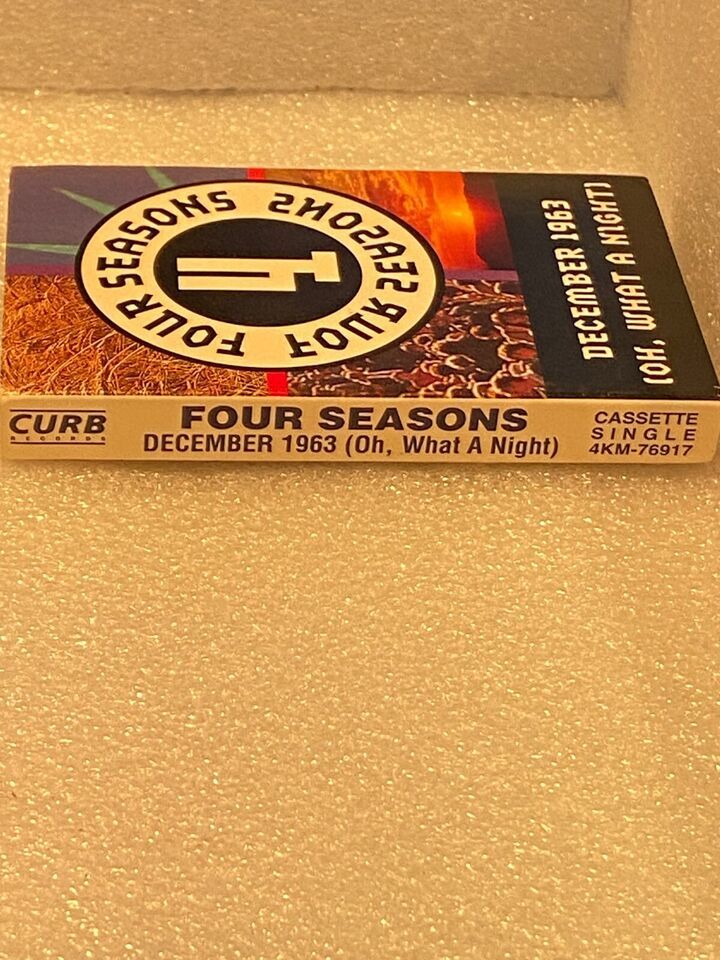 FOUR SEASONS FOUR SEASONS
4
DECEMBER 1963
(OH, WHAT A NIGHT)
CURB
RECORDS
FOUR SEASONS
DECEMBER 1963 (Oh, What A Night)
CASSETTE
SINGLE
4KM-76917